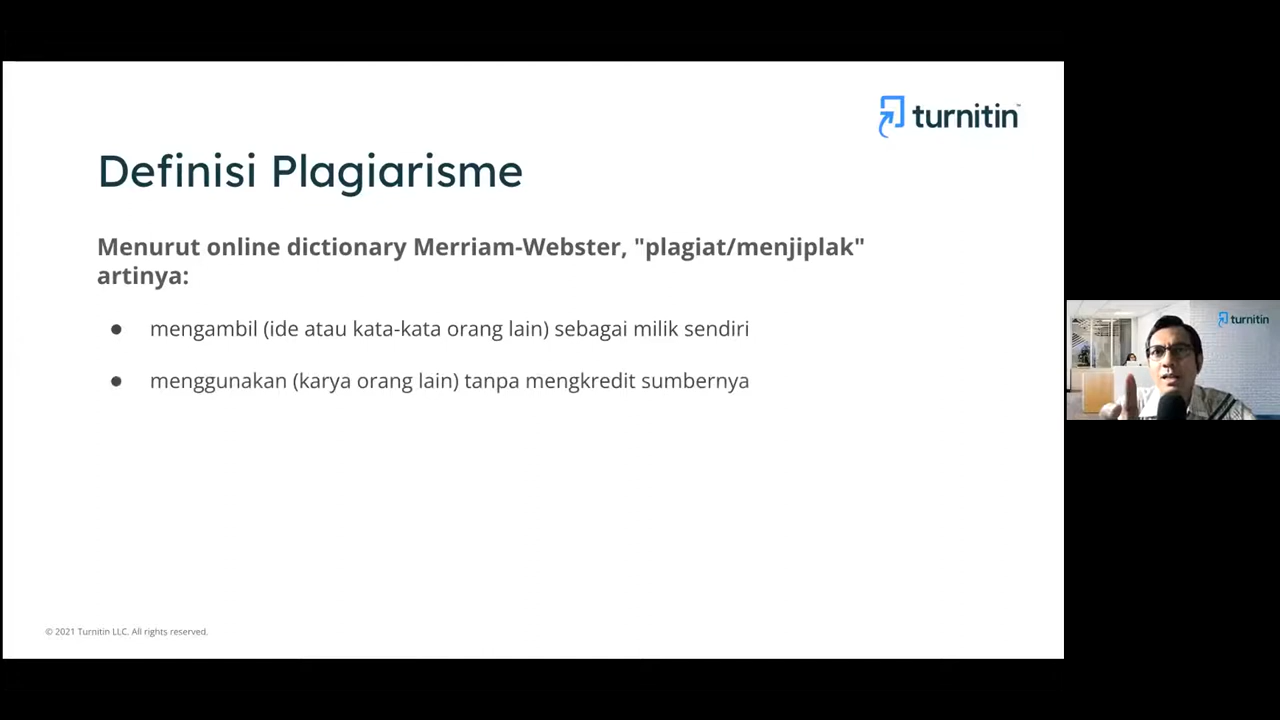 turnitin™
Definisi Plagiarisme
Menurut online dictionary Merriam-Webster, "plagiat/menjiplak"
artinya:
● mengambil (ide atau kata-kata orang lain) sebagai milik sendiri
● menggunakan (karya orang lain) tanpa mengkredit sumbernya
turnitin
© 2021 Turnitin LLC. All rights reserved.